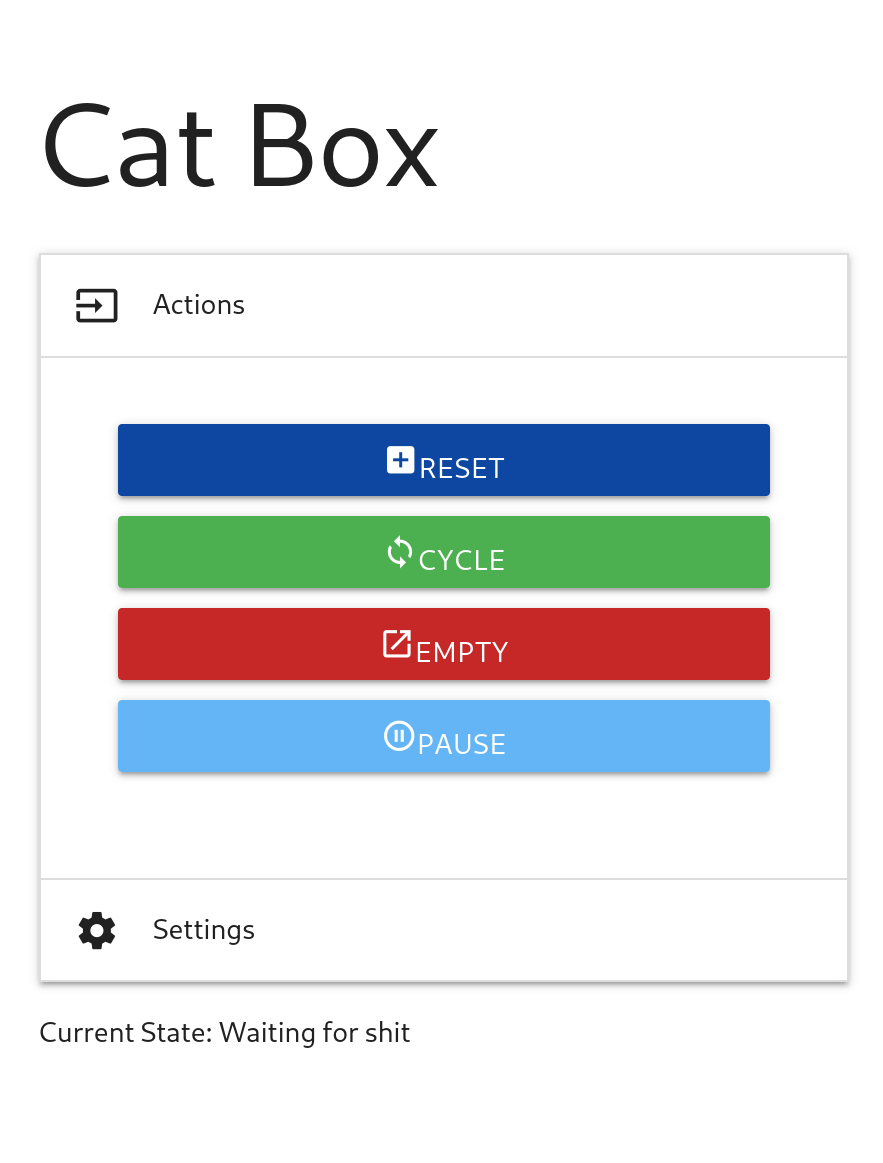 Cat Box
Actions
RESET
CYCLE
EMPTY
PAUSE
Settings
Current State: Waiting for shit